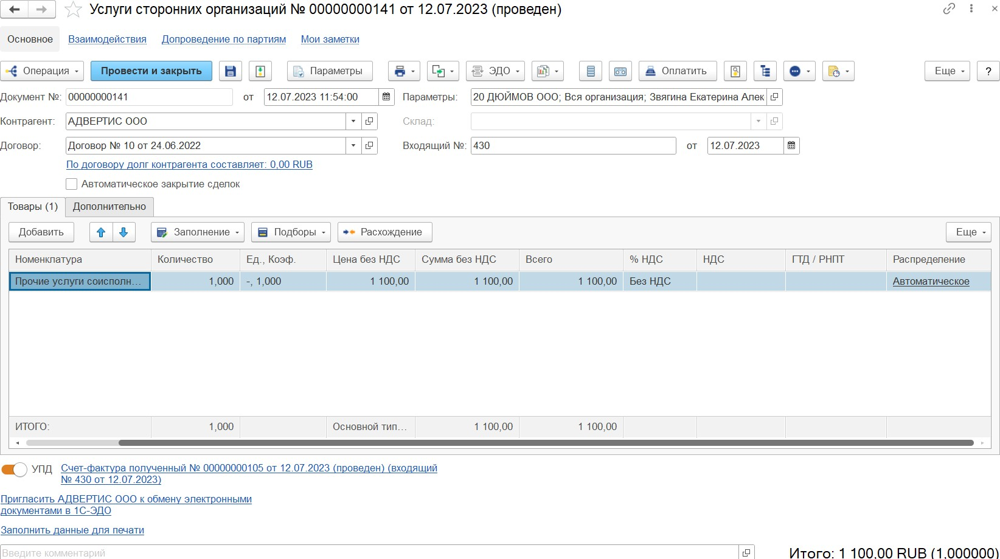 Услуги сторонних организаций № 00000000141 от 12.07.2023 (проведен)
Основное Взаимодействия Допроведение по партиям Мои заметки
Операция Провести и закрыть Параметры ЭДО Оплатить Еще ?
Документ №: 00000000141 от 12.07.2023 11:54:00 Параметры: 20 ДЮЙМОВ ООО; Вся организация; Звягина Екатерина Алек
Контрагент: АДВЕРТИС ООО Склад:
Договор: Договор № 10 от 24.06.2022 Входящий №: 430 от 12.07.2023
По договору долг контрагента составляет: 0,00 RUB
Автоматическое закрытие сделок
Товары (1) Дополнительно
Добавить Заполнение Подборы Расхождение Еще
Номенклатура Количество Ед., Коэф. Цена без НДС Сумма без НДС Всего % НДС НДС ГТД / РНПТ Распределение
Прочие услуги соисполн... 1,000 -, 1,000 1 100,00 1 100,00 1 100,00 Без НДС Автоматическое
ИТОГО: 1,000 Основной тип... 1 100,00 1 100,00
УПД Счет-фактура полученный № 00000000105 от 12.07.2023 (проведен) (входящий
№ 430 от 12.07.2023)
Пригласить АДВЕРТИС ООО к обмену электронными
документами в 1С-ЭДО
Заполнить данные для печати
Введите комментарий Итого: 1 100,00 RUB (1,000000)